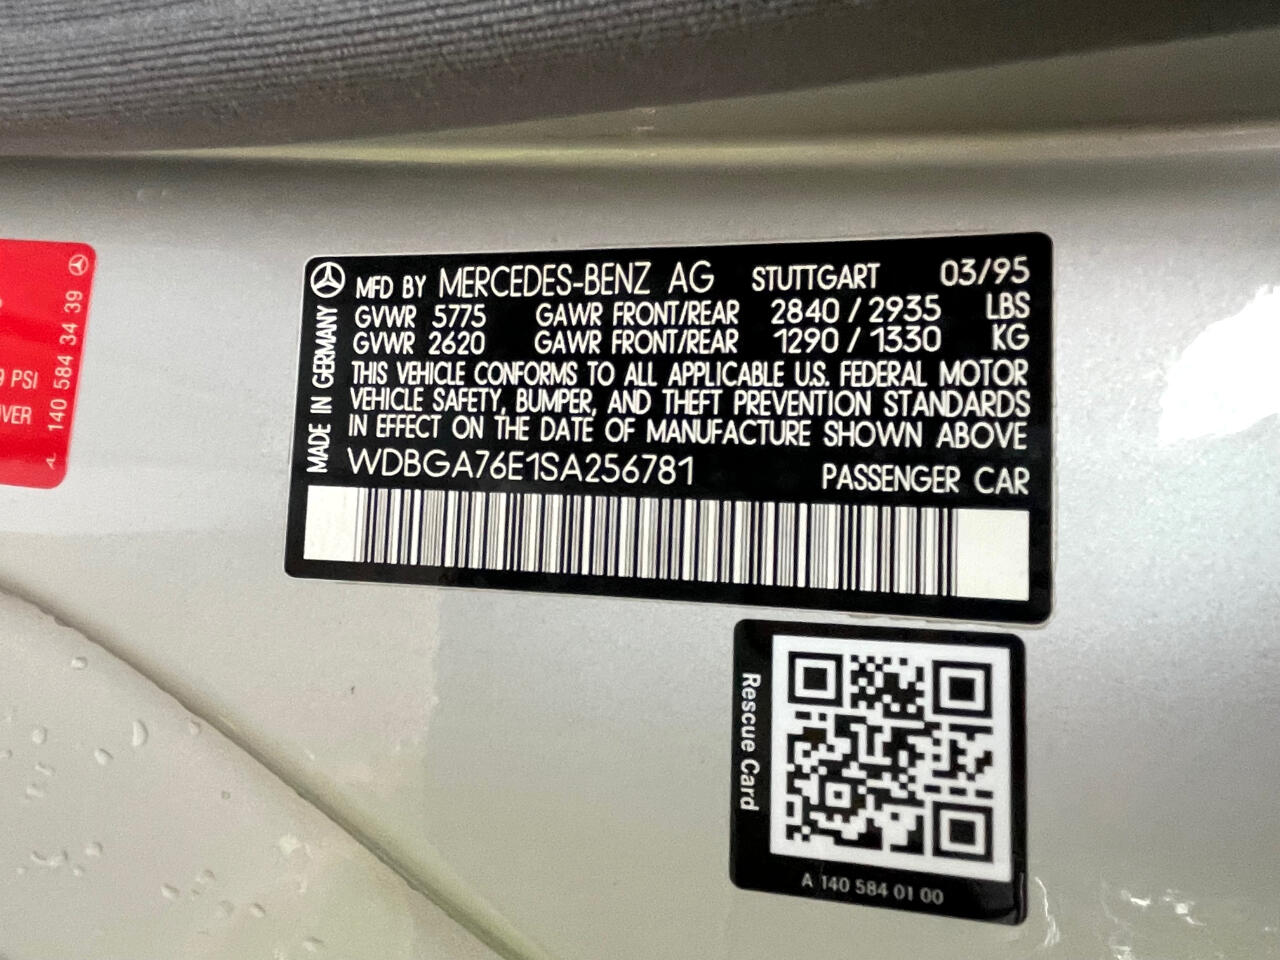 MFD BY MERCEDES-BENZ AG STUTTGART 03/95
GVWR 5775 GAWR FRONT/REAR 2840 / 2935 LBS
GVWR 2620 GAWR FRONT/REAR 1290 / 1330 KG
THIS VEHICLE CONFORMS TO ALL APPLICABLE U.S. FEDERAL MOTOR
VEHICLE SAFETY, BUMPER, AND THEFT PREVENTION STANDARDS
IN EFFECT ON THE DATE OF MANUFACTURE SHOWN ABOVE
WDBGA76E1SA256781 PASSENGER CAR
MADE IN GERMANY
Rescue Card
A 140 584 01 00
PSI
140 584 34 39